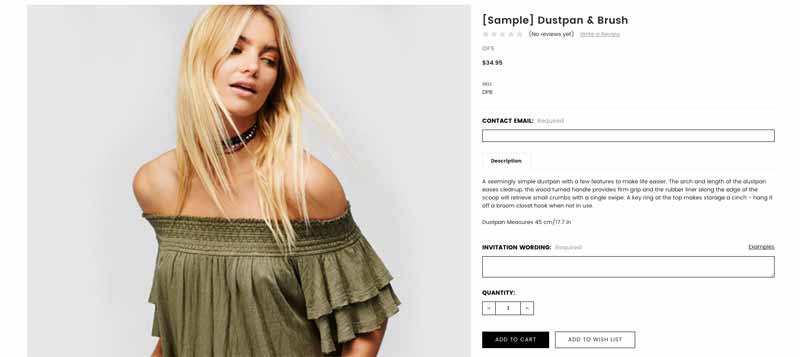 [Sample] Dustpan & Brush
(No reviews yet) Write a Review
OFS
$34.95
SKU:
DPB
CONTACT EMAIL: Required
Description
A seemingly simple dustpan with a few features to make life easier. The arch and length of the dustpan
eases cleanup, the wood turned handle provides firm grip and the rubber liner along the edge of the
scoop will retrieve small crumbs with a single swipe. A key ring at the top makes storage a cinch - hang it
off a broom closet hook when not in use.
Dustpan Measures 45 cm/17.7 in
INVITATION WORDING: Required Examples
QUANTITY:
1
ADD TO CART ADD TO WISH LIST